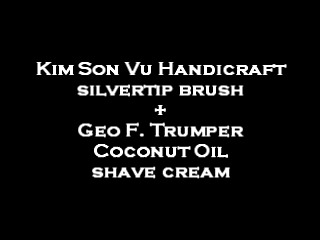 Kim Son Vu Handicraft
silvertip brush
+
Geo F. Trumper
Coconut Oil
shave cream